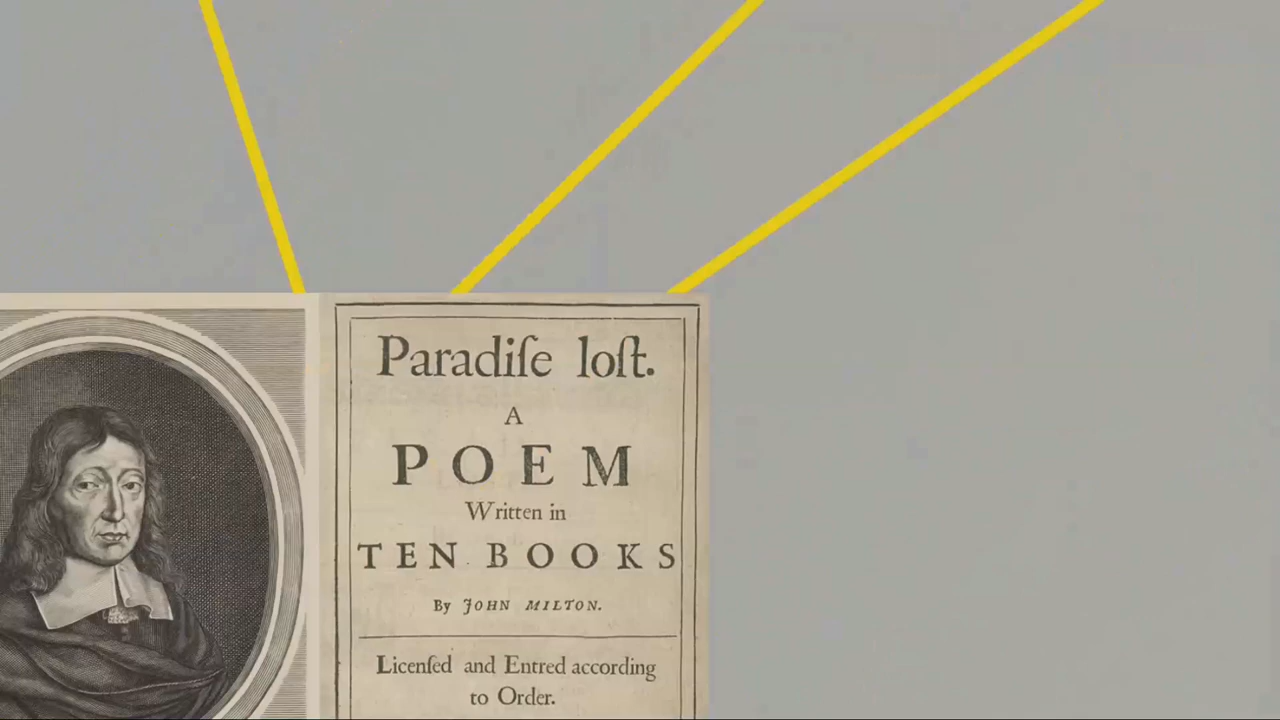 Paradiſe loſt.
A
POEM
Written in
TEN BOOKS
By JOHN MILTON.
Licenſed and Entred according
to Order.